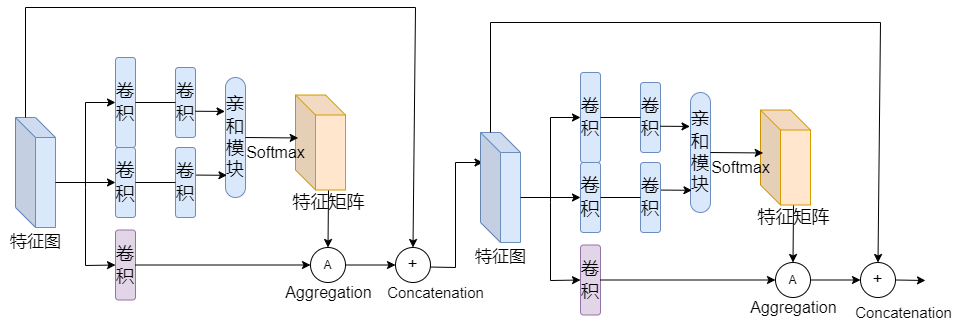 卷积
卷积
亲和模块
Softmax
卷积
卷积
特征矩阵
特征图
卷积
A
+
Aggregation
Concatenation
卷积
卷积
亲和模块
Softmax
卷积
卷积
特征矩阵
特征图
卷积
A
+
Aggregation
Concatenation